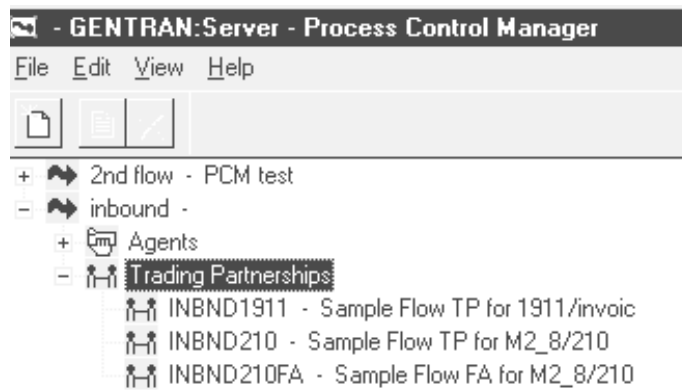 - GENTRAN:Server - Process Control Manager
File Edit View Help
2nd flow - PCM test
inbound -
Agents
Trading Partnerships
INBND1911 - Sample Flow TP for 1911/invoic
INBND210 - Sample Flow TP for M2_8/210
INBND210FA - Sample Flow FA for M2_8/210